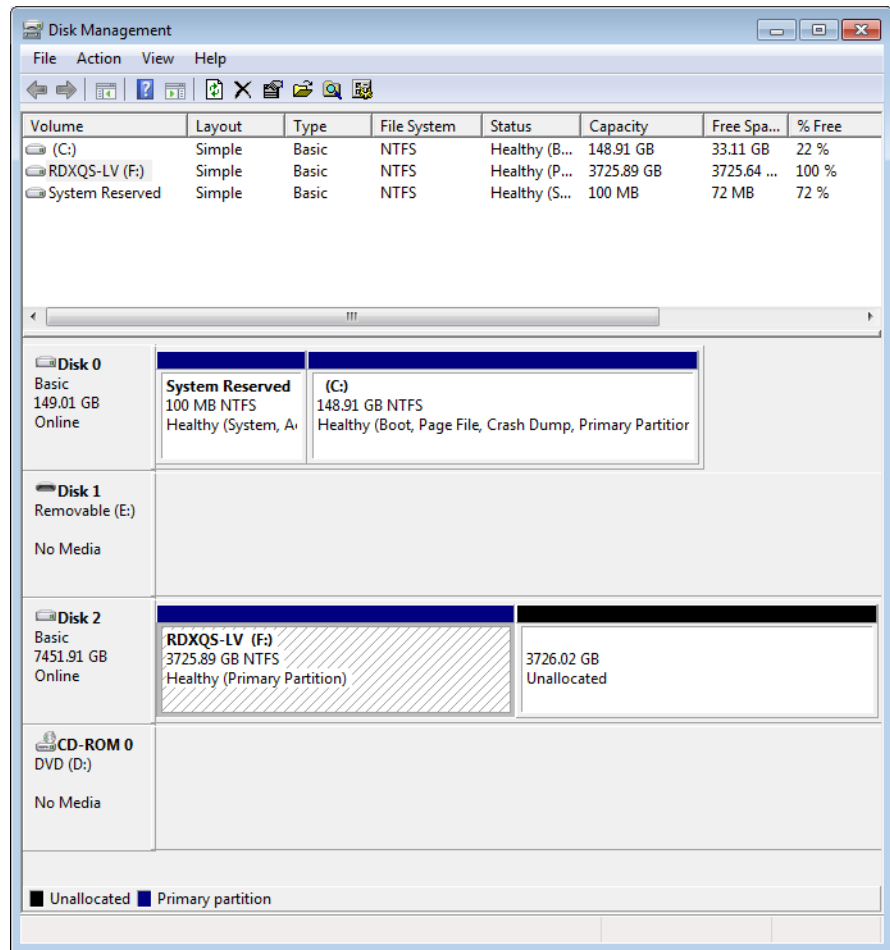 Disk Management
File Action View Help
Volume Layout Type File System Status Capacity Free Spa... % Free
(C:) Simple Basic NTFS Healthy (B... 148.91 GB 33.11 GB 22 %
RDXQS-LV (F:) Simple Basic NTFS Healthy (P... 3725.89 GB 3725.64 ... 100 %
System Reserved Simple Basic NTFS Healthy (S... 100 MB 72 MB 72 %
Disk 0
Basic
149.01 GB
Online
System Reserved
100 MB NTFS
Healthy (System, A
(C:)
148.91 GB NTFS
Healthy (Boot, Page File, Crash Dump, Primary Partitior
Disk 1
Removable (E:)
No Media
Disk 2
Basic
7451.91 GB
Online
RDXQS-LV (F:)
3725.89 GB NTFS
Healthy (Primary Partition)
3726.02 GB
Unallocated
CD-ROM 0
DVD (D:)
No Media
Unallocated Primary partition